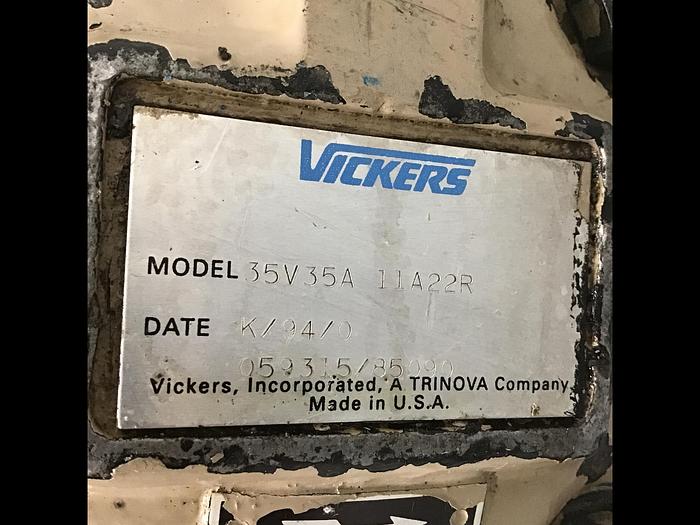 VICKERS
MODEL 35V35A 11A22R
DATE K/94/0
059315/85090
Vickers, Incorporated, A TRINOVA Company
Made in U.S.A.